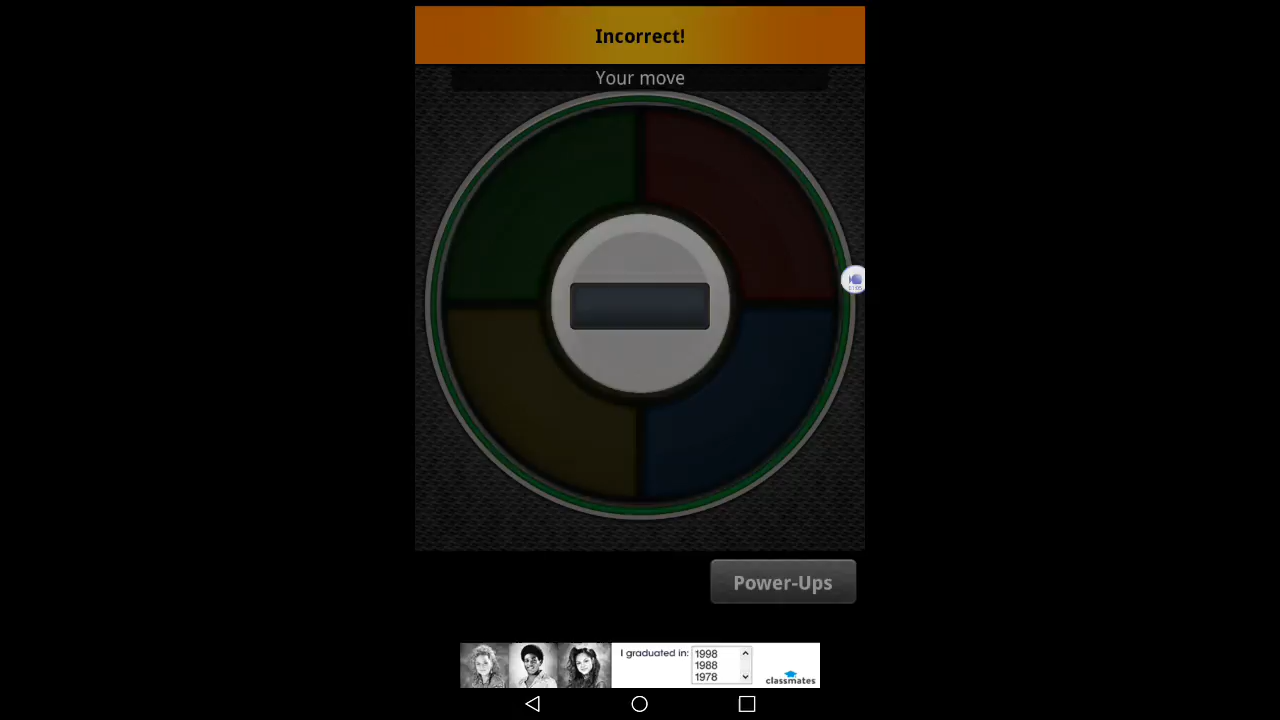 Incorrect!
Your move
Power-Ups
I graduated in:
1998
1988
1978
classmates